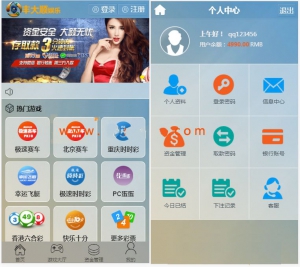 登录 注册
资金安全 大额无忧
存取款3分钟
火速到账
热门游戏
极速赛车
北京赛车
重庆时时彩
幸运飞艇
极速时时彩
PC蛋蛋
香港六合彩
快乐十分
更多彩票
首页
游戏大厅
资金管理
我的
个人中心
退出
上午好！ qq123456
个人资料
登录密码
信息中心
资金管理
取款密码
银行账号
今日已结
下注记录
客服